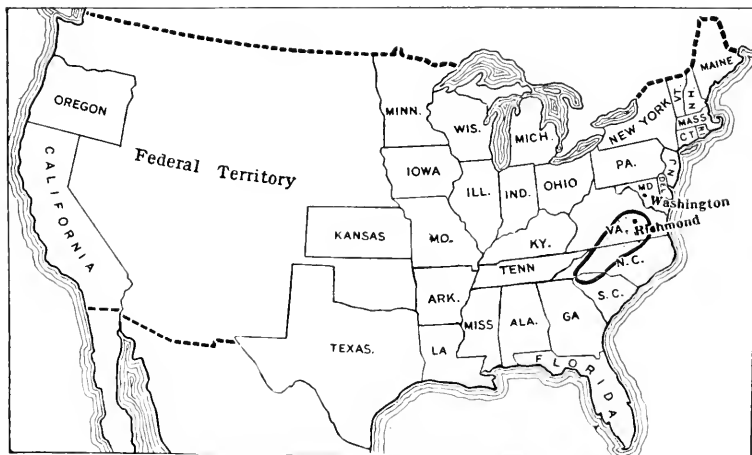 MAINE
VT.
N H
OREGON
MINN.
WIS.
MICH.
NEW YORK
MASS
CT
R I
Federal Territory
IOWA
PA.
N.J.
CALIFORNIA
ILL.
IND.
OHIO
MD.
DEL
Washington
KANSAS
MO.
KY.
VA.
Richmond
TENN
N.C.
ARK.
S.C.
TEXAS.
LA
MISS
ALA.
GA
FLORIDA